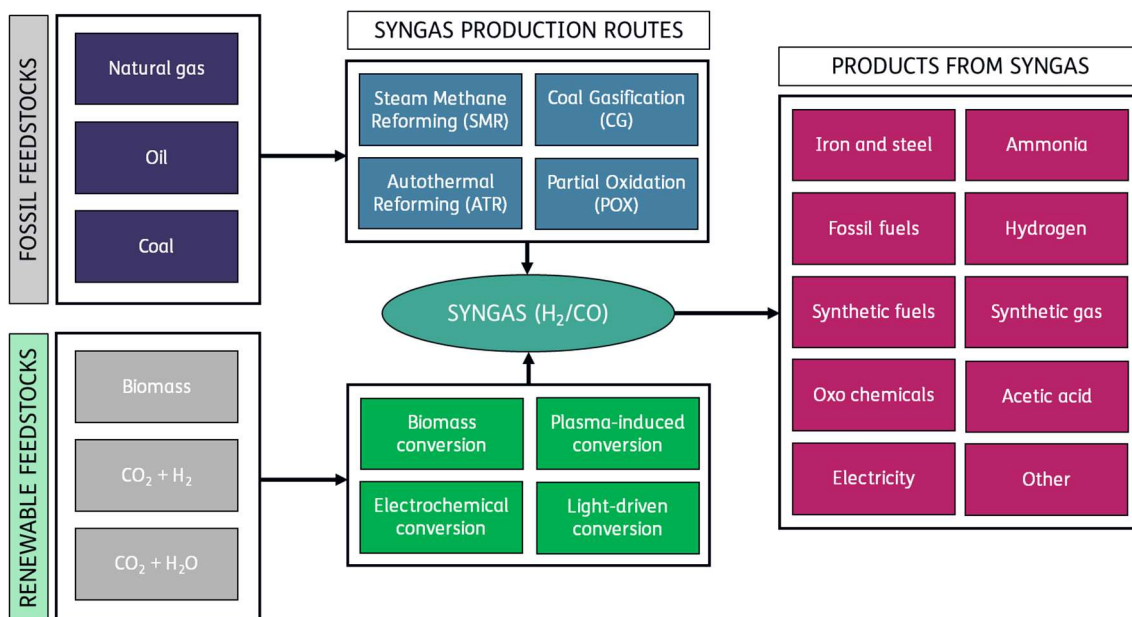 FOSSIL FEEDSTOCKS
Natural gas
Oil
Coal
RENEWABLE FEEDSTOCKS
Biomass
CO₂ + H₂
CO₂ + H₂O
SYNGAS PRODUCTION ROUTES
Steam Methane
Reforming (SMR)
Coal Gasification
(CG)
Autothermal
Reforming (ATR)
Partial Oxidation
(POX)
SYNGAS (H₂/CO)
Biomass
conversion
Plasma-induced
conversion
Electrochemical
conversion
Light-driven
conversion
PRODUCTS FROM SYNGAS
Iron and steel
Ammonia
Fossil fuels
Hydrogen
Synthetic fuels
Synthetic gas
Oxo chemicals
Acetic acid
Electricity
Other